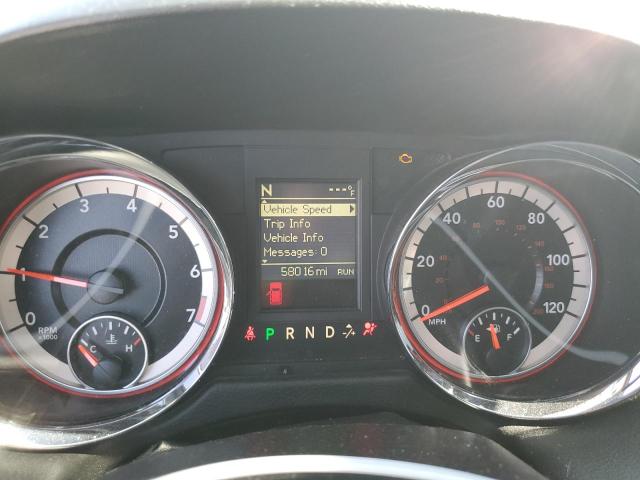 N ---°F
Vehicle Speed
Trip Info
Vehicle Info
Messages: 0
58016 mi RUN
P R N D
0 1 2 3 4 5 6 7
RPM
x1000
C H
0 20 40 60 80 100 120
MPH
E F